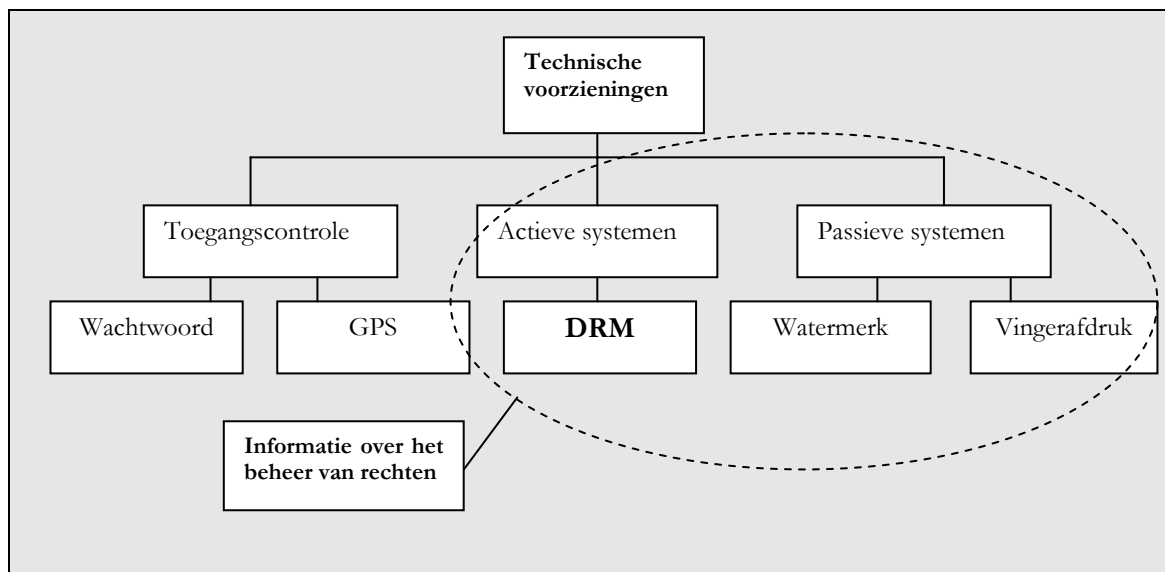 Technische
voorzieningen
Toegangscontrole
Actieve systemen
Passieve systemen
Wachtwoord
GPS
DRM
Watermerk
Vingerafdruk
Informatie over het
beheer van rechten